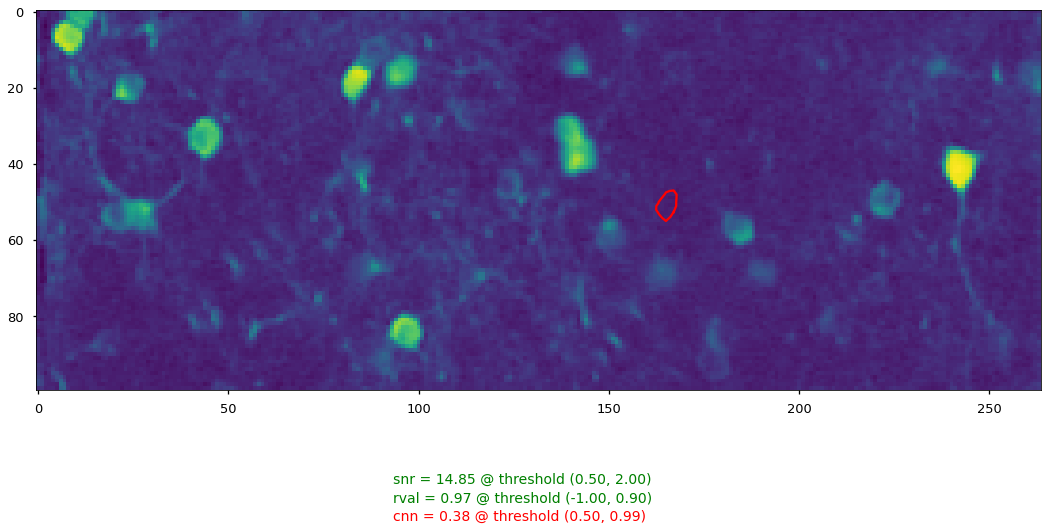 0
20
40
60
80
0 50 100 150 200 250
snr = 14.85 @ threshold (0.50, 2.00)
rval = 0.97 @ threshold (-1.00, 0.90)
cnn = 0.38 @ threshold (0.50, 0.99)